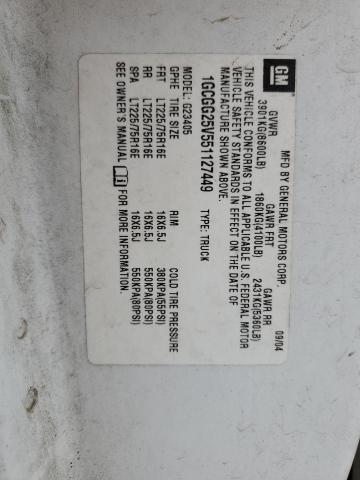 GM
MFD BY GENERAL MOTORS CORP. 09/04
GVWR GAWR FRT GAWR RR
3901KG(8600LB) 1860KG(4100LB) 2431KG(5360LB)
THIS VEHICLE CONFORMS TO ALL APPLICABLE U.S. FEDERAL MOTOR
VEHICLE SAFETY STANDARDS IN EFFECT ON THE DATE OF
MANUFACTURE SHOWN ABOVE.
1GCGG25V551127449 TYPE: TRUCK
MODEL: G23405
GPHE TIRE SIZE RIM COLD TIRE PRESSURE
FRT LT225/75R16E 16X6.5J 380KPA(55PSI)
RR LT225/75R16E 16X6.5J 550KPA(80PSI)
SPA LT225/75R16E 16X6.5J 550KPA(80PSI)
SEE OWNER'S MANUAL FOR MORE INFORMATION.